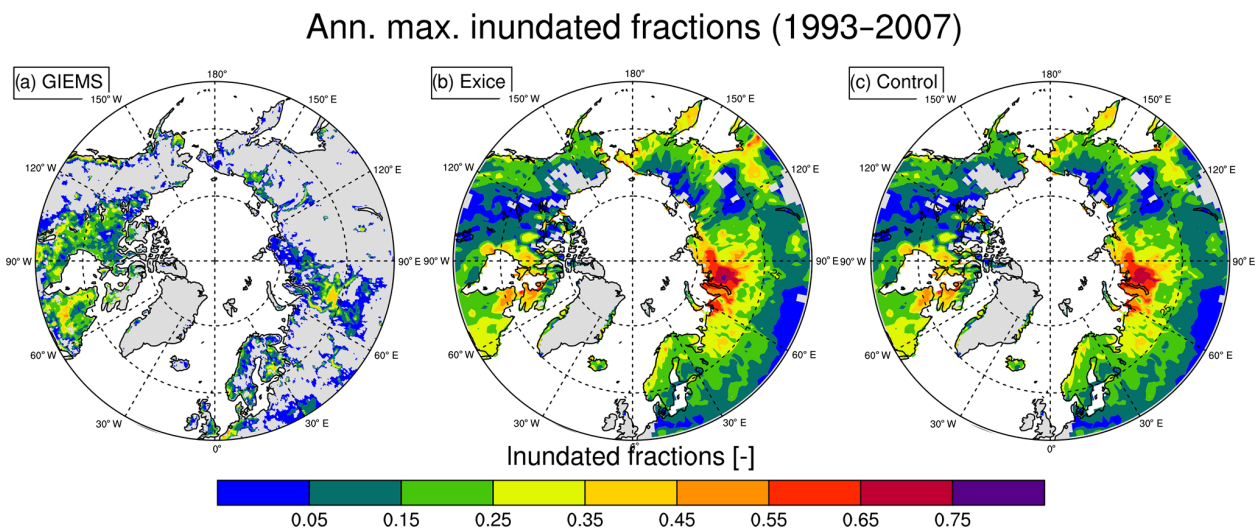 Ann. max. inundated fractions (1993–2007)
(a) GIEMS
(b) Exice
(c) Control
180°
150° W
150° E
120° W
120° E
90° W
90° E
60° W
60° E
30° W
30° E
0°
180°
150° W
150° E
120° W
120° E
90° W
90° E
60° W
60° E
30° W
30° E
0°
180°
150° W
150° E
120° W
120° E
90° W
90° E
60° W
60° E
30° W
30° E
0°
Inundated fractions [-]
0.05 0.15 0.25 0.35 0.45 0.55 0.65 0.75